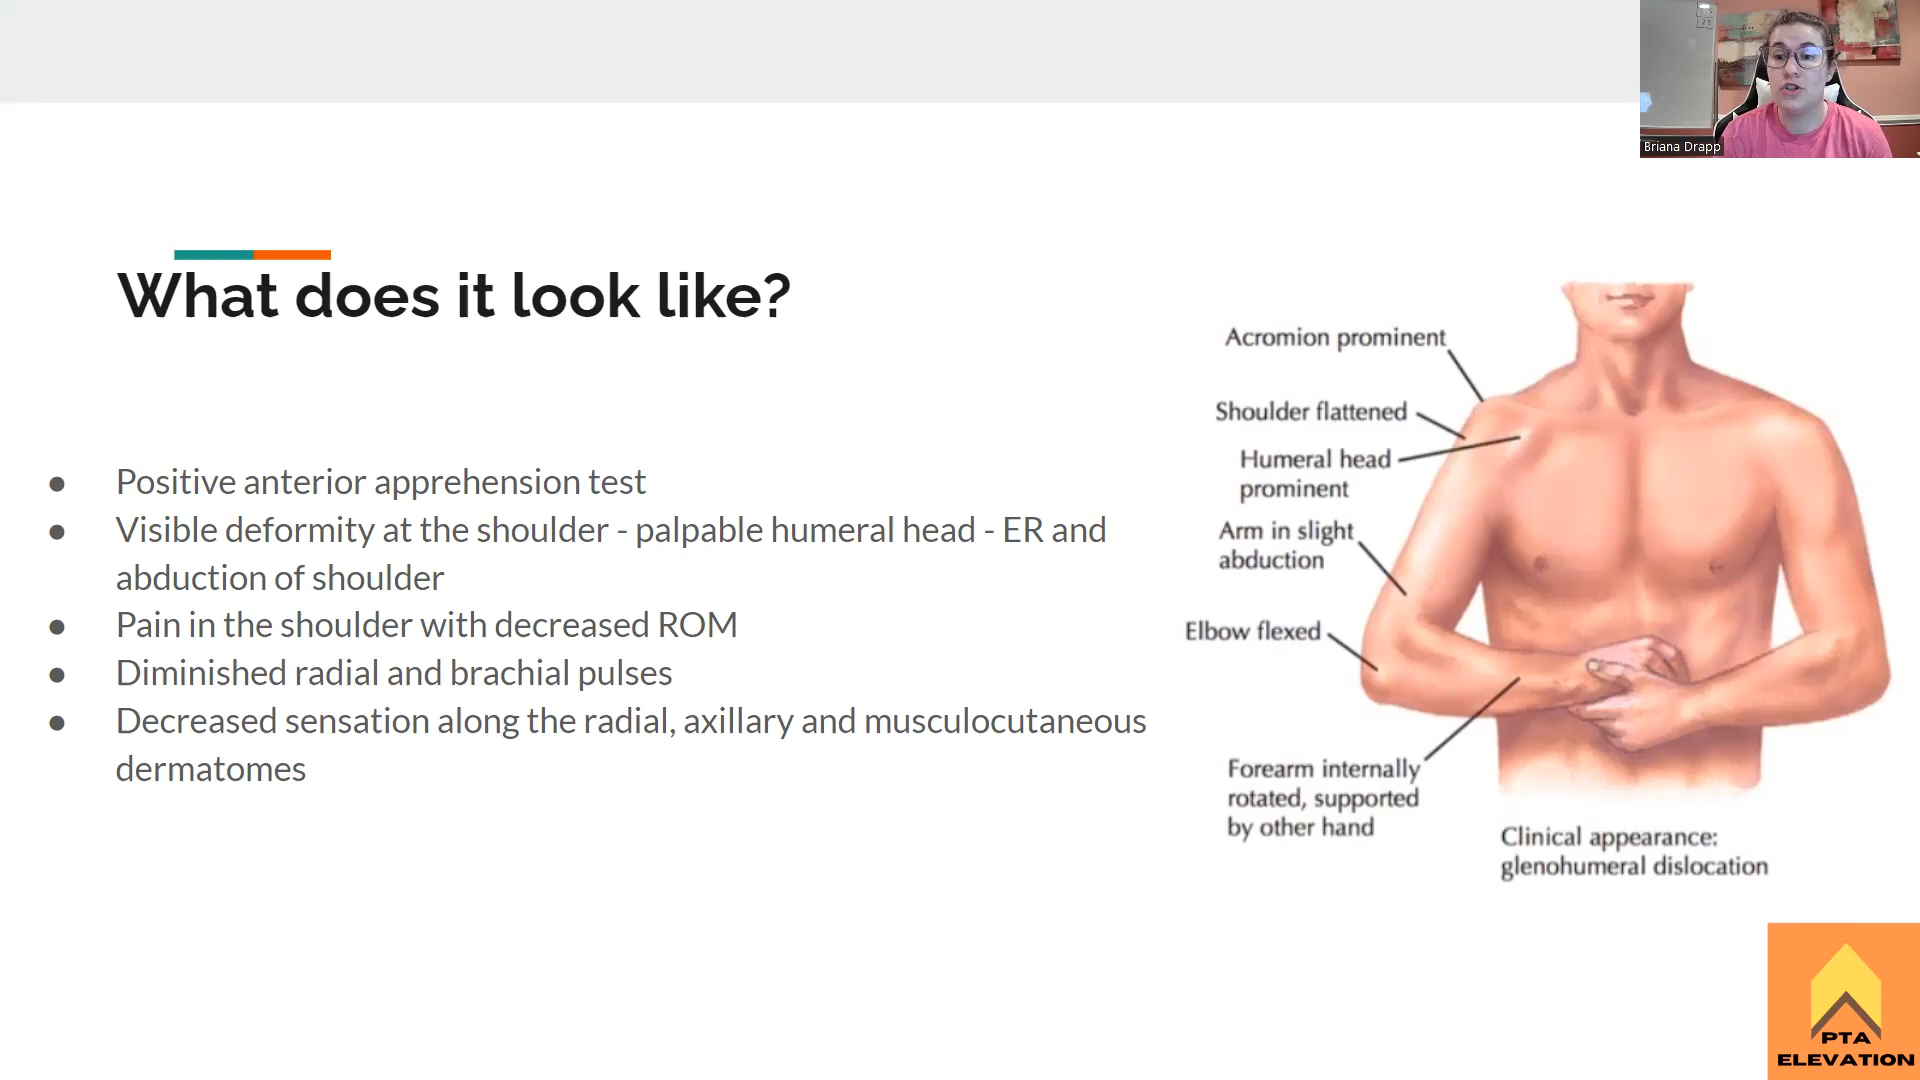 Briana Drapp
What does it look like?
● Positive anterior apprehension test
● Visible deformity at the shoulder - palpable humeral head - ER and
abduction of shoulder
● Pain in the shoulder with decreased ROM
● Diminished radial and brachial pulses
● Decreased sensation along the radial, axillary and musculocutaneous
dermatomes
Acromion prominent
Shoulder flattened
Humeral head
prominent
Arm in slight
abduction
Elbow flexed
Forearm internally
rotated, supported
by other hand
Clinical appearance:
glenohumeral dislocation
PTA
ELEVATION